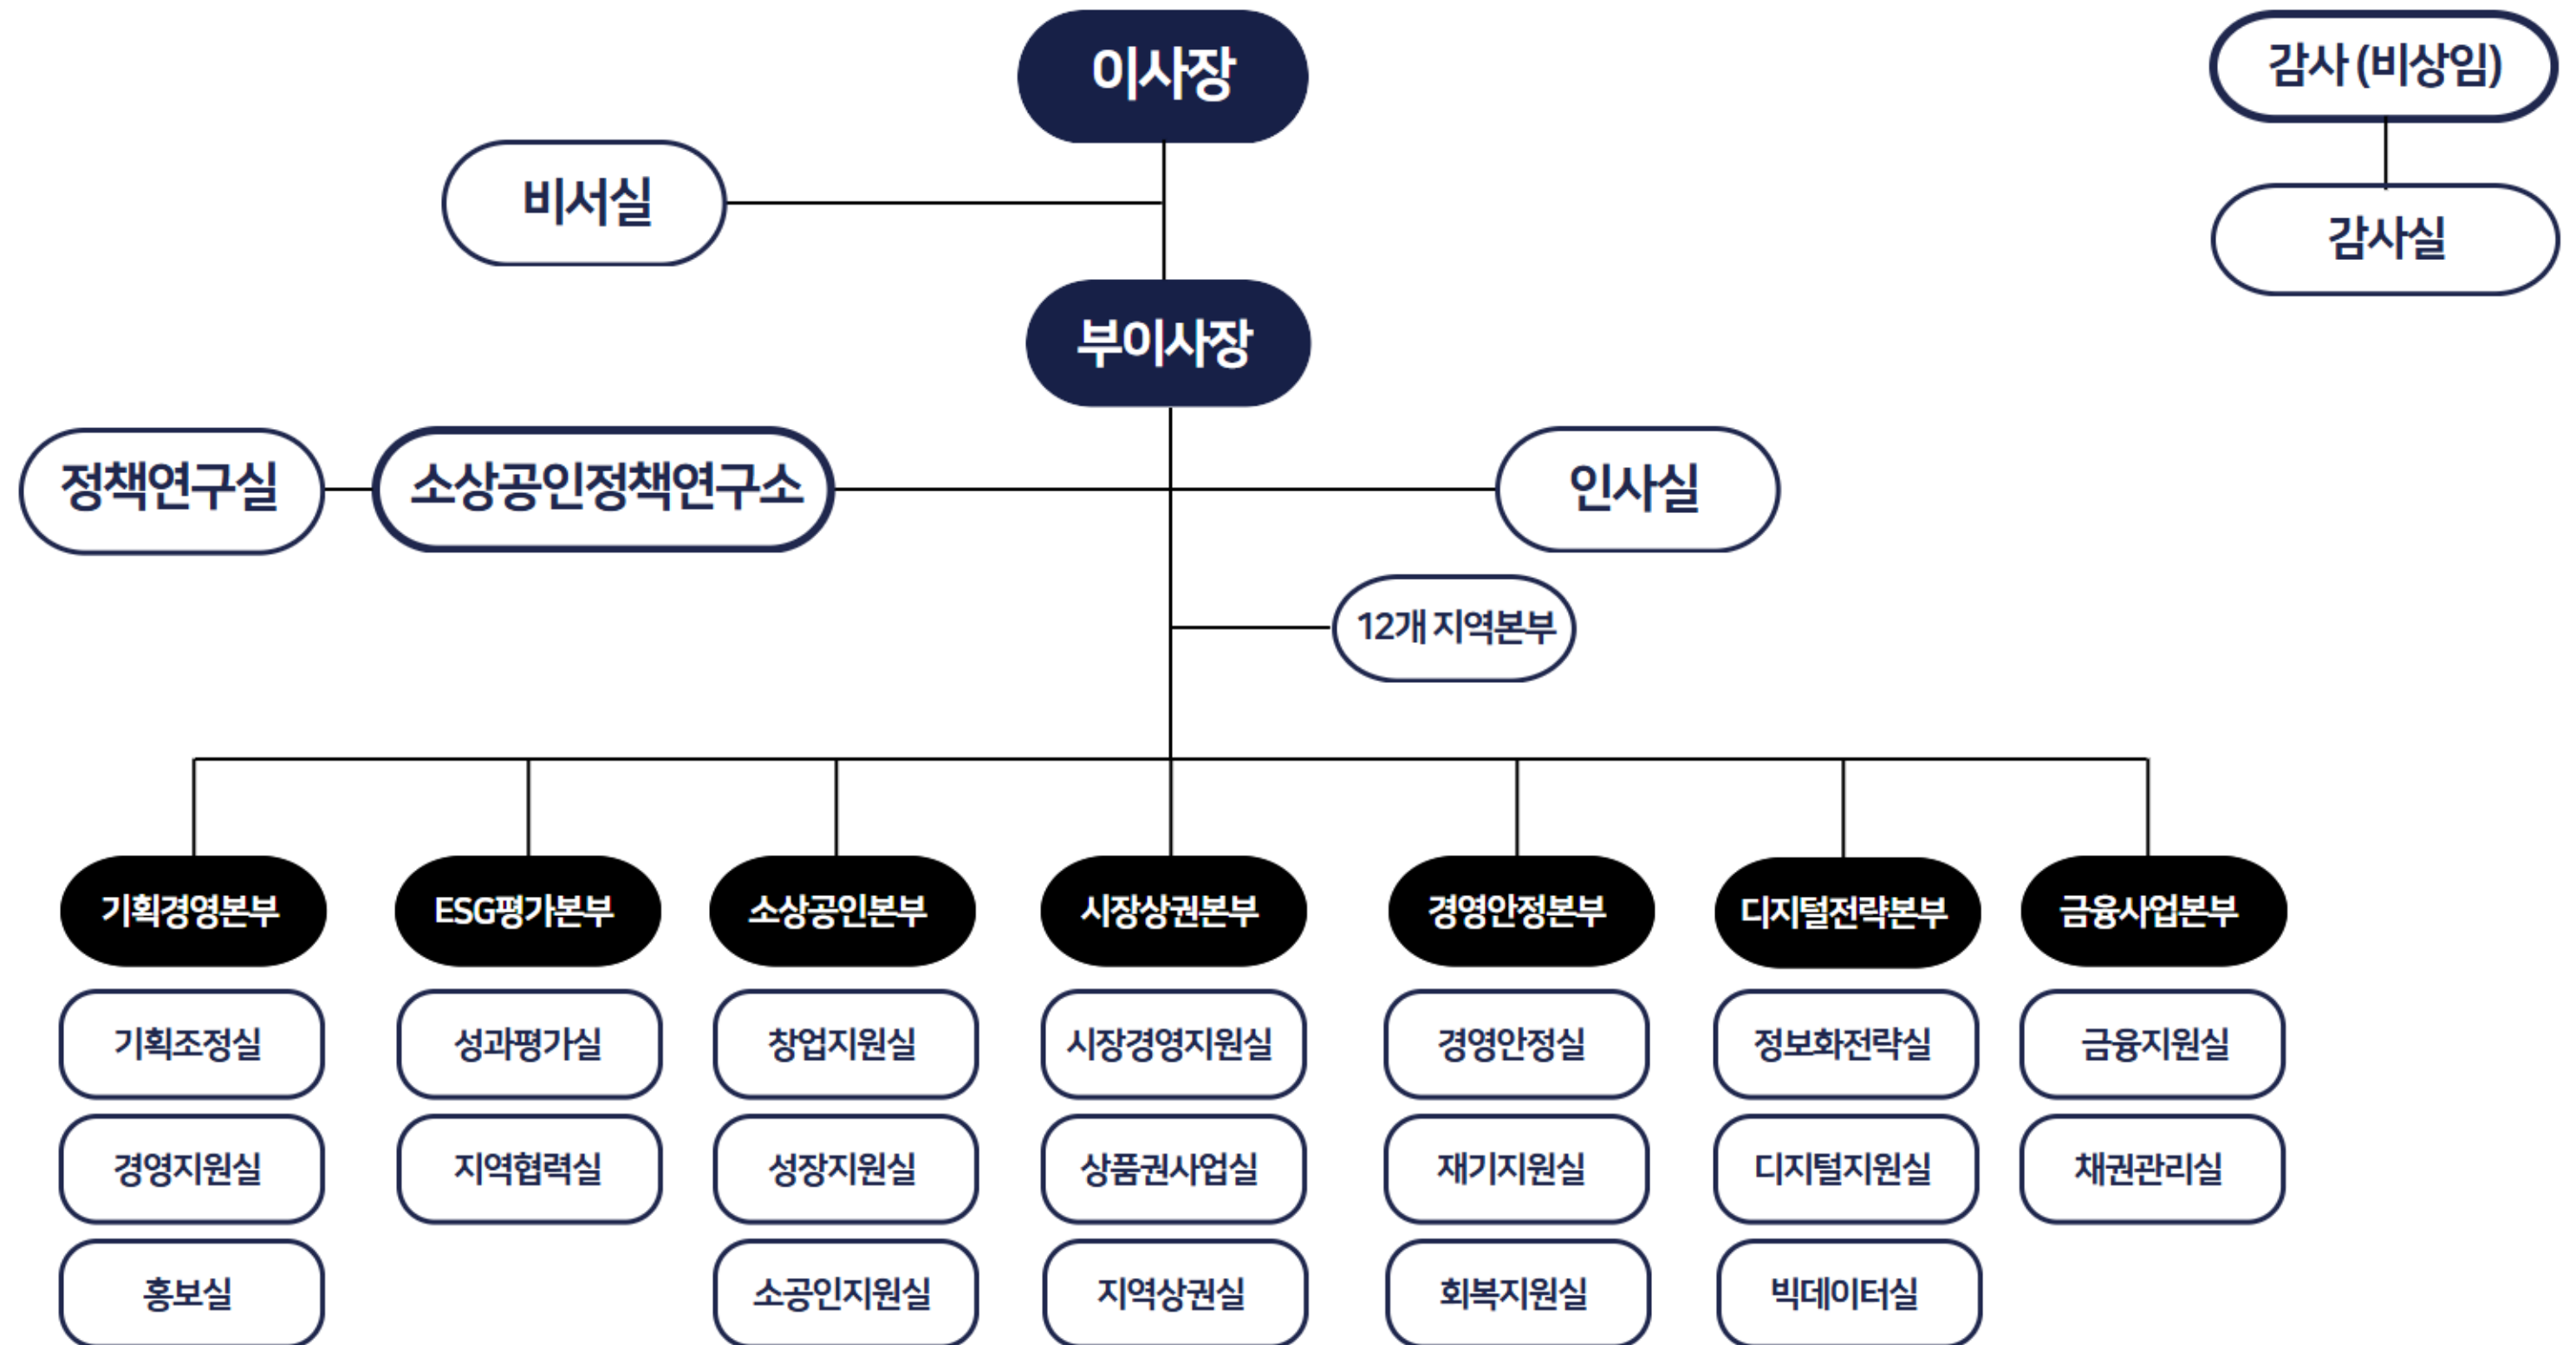 이사장
감사 (비상임)
비서실
감사실
부이사장
정책연구실
소상공인정책연구소
인사실
12개 지역본부
기획경영본부
ESG평가본부
소상공인본부
시장상권본부
경영안정본부
디지털전략본부
금융사업본부
기획조정실
성과평가실
창업지원실
시장경영지원실
경영안정실
정보화전략실
금융지원실
경영지원실
지역협력실
성장지원실
상품권사업실
재기지원실
디지털지원실
채권관리실
홍보실
소공인지원실
지역상권실
회복지원실
빅데이터실